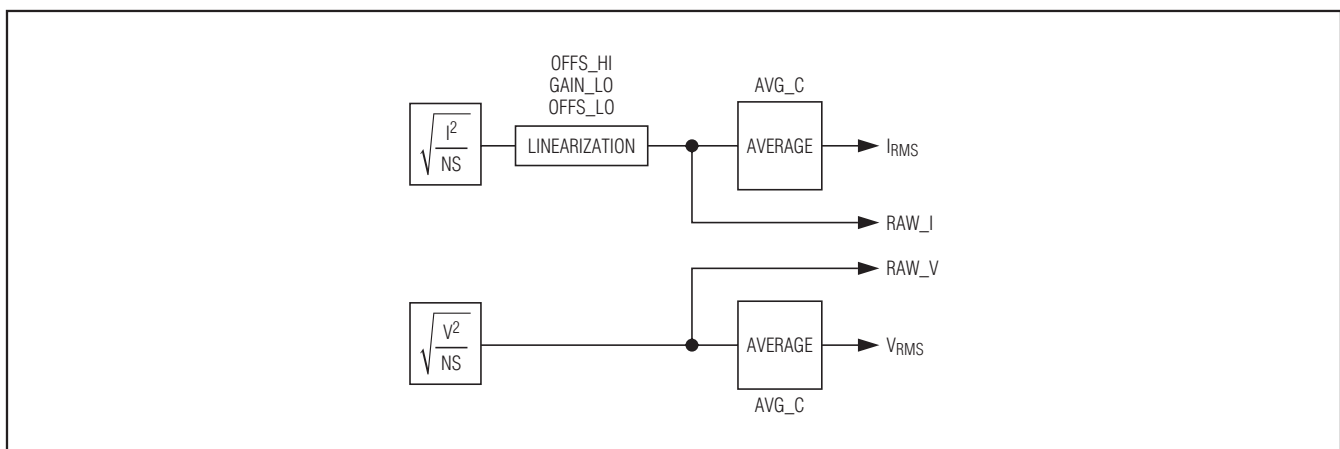 OFFS_HI
GAIN_LO
OFFS_LO
AVG_C
√(I²/NS)
LINEARIZATION
AVERAGE
IRMS
RAW_I
RAW_V
√(V²/NS)
AVERAGE
VRMS
AVG_C